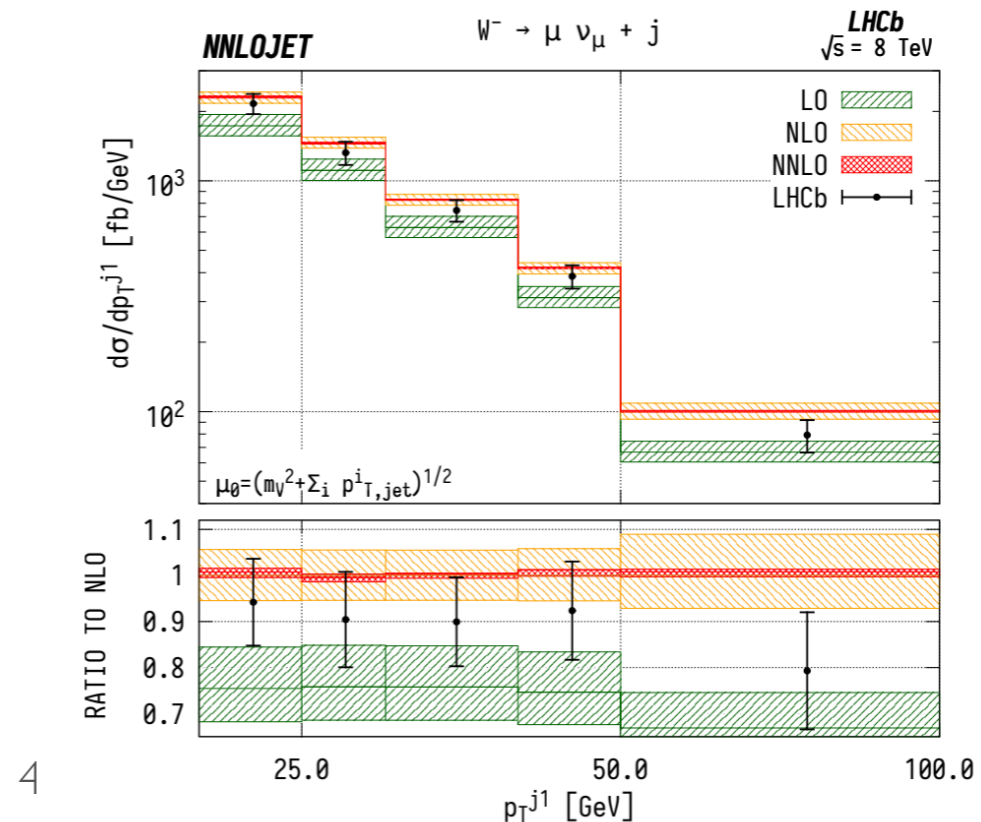 NNLOJET
W⁻ → μ ν_μ + j
LHCb
√s = 8 TeV
LO
NLO
NNLO
LHCb
dσ/dp_T^j1 [fb/GeV]
10³
10²
μ₀=(m_V²+Σ_i p^i_T,jet)^1/2
RATIO TO NLO
1.1
1
0.9
0.8
0.7
25.0
50.0
100.0
p_T^j1 [GeV]
4